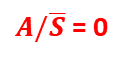 A/S̅ = 0